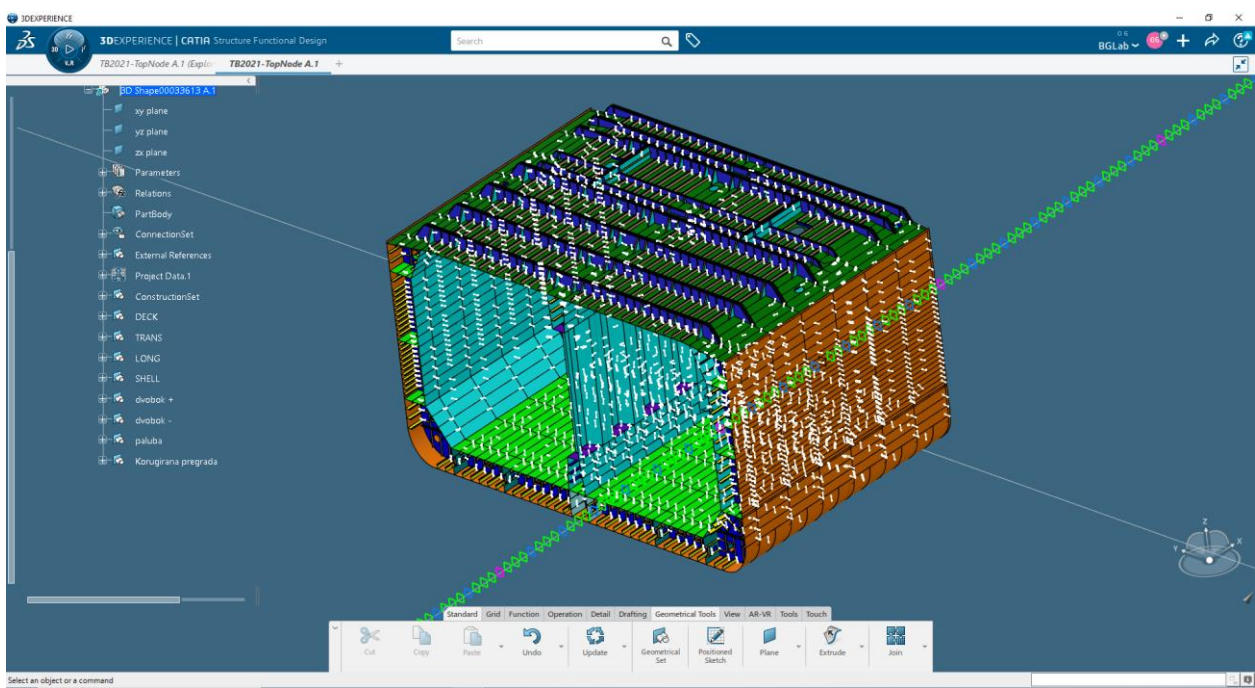 3DEXPERIENCE
3DEXPERIENCE | CATIA Structure Functional Design
Search
BGLab
3D
V.R
TB2021-TopNode A.1 (Explor
TB2021-TopNode A.1
3D Shape00033613 A.1
xy plane
yz plane
zx plane
Parameters
Relations
PartBody
ConnectionSet
External References
Project Data.1
ConstructionSet
DECK
TRANS
LONG
SHELL
dvobok +
dvobok -
paluba
Korugirana pregrada
Z
Y
X
Standard Grid Function Operation Detail Drafting Geometrical Tools View AR-VR Tools Touch
Cut Copy Paste Undo Update Geometrical Set Positioned Sketch Plane Extrude Join
Select an object or a command